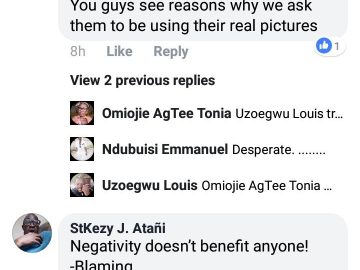 You guys see reasons why we ask
them to be using their real pictures
8h Like Reply 1
View 2 previous replies
Omiojie AgTee Tonia Uzoegwu Louis tr...
Ndubuisi Emmanuel Desperate. ........
Uzoegwu Louis Omiojie AgTee Tonia ...
StKezy J. Atañi
Negativity doesn't benefit anyone!
-Blaming